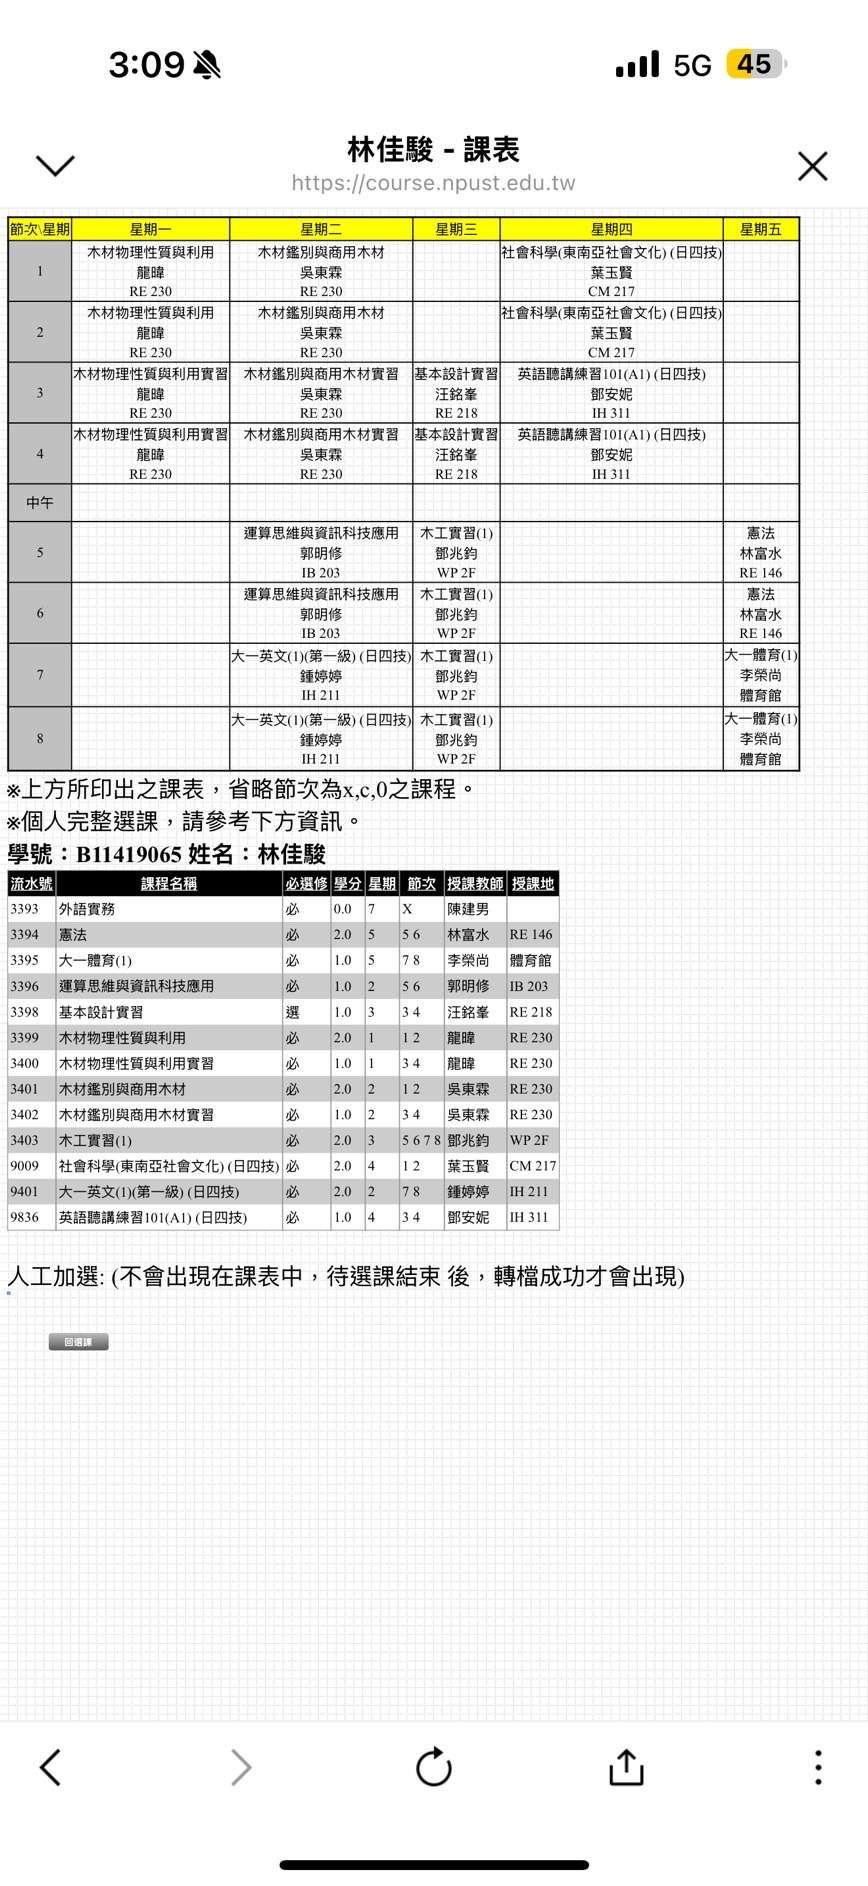 3:09 5G 45
林佳駿 - 課表
https://course.npust.edu.tw
節次\星期 星期一 星期二 星期三 星期四 星期五
1 木材物理性質與利用 龍暐 RE 230 木材鑑別與商用木材 吳東霖 RE 230 社會科學(東南亞社會文化) (日四技) 葉玉賢 CM 217
2 木材物理性質與利用 龍暐 RE 230 木材鑑別與商用木材 吳東霖 RE 230 社會科學(東南亞社會文化) (日四技) 葉玉賢 CM 217
3 木材物理性質與利用實習 龍暐 RE 230 木材鑑別與商用木材實習 吳東霖 RE 230 基本設計實習 汪銘峯 RE 218 英語聽講練習101(A1) (日四技) 鄧安妮 IH 311
4 木材物理性質與利用實習 龍暐 RE 230 木材鑑別與商用木材實習 吳東霖 RE 230 基本設計實習 汪銘峯 RE 218 英語聽講練習101(A1) (日四技) 鄧安妮 IH 311
中午
5 運算思維與資訊科技應用 郭明修 IB 203 木工實習(1) 鄧兆鈞 WP 2F 憲法 林富水 RE 146
6 運算思維與資訊科技應用 郭明修 IB 203 木工實習(1) 鄧兆鈞 WP 2F 憲法 林富水 RE 146
7 大一英文(1)(第一級) (日四技) 鍾婷婷 IH 211 木工實習(1) 鄧兆鈞 WP 2F 大一體育(1) 李榮尚 體育館
8 大一英文(1)(第一級) (日四技) 鍾婷婷 IH 211 木工實習(1) 鄧兆鈞 WP 2F 大一體育(1) 李榮尚 體育館
※上方所印出之課表，省略節次為x,c,0之課程。
※個人完整選課，請參考下方資訊。
學號：B11419065 姓名：林佳駿
流水號 課程名稱 必選修 學分 星期 節次 授課教師 授課地
3393 外語實務 必 0.0 7 X 陳建男
3394 憲法 必 2.0 5 5 6 林富水 RE 146
3395 大一體育(1) 必 1.0 5 7 8 李榮尚 體育館
3396 運算思維與資訊科技應用 必 1.0 2 5 6 郭明修 IB 203
3398 基本設計實習 選 1.0 3 3 4 汪銘峯 RE 218
3399 木材物理性質與利用 必 2.0 1 1 2 龍暐 RE 230
3400 木材物理性質與利用實習 必 1.0 1 3 4 龍暐 RE 230
3401 木材鑑別與商用木材 必 2.0 2 1 2 吳東霖 RE 230
3402 木材鑑別與商用木材實習 必 1.0 2 3 4 吳東霖 RE 230
3403 木工實習(1) 必 2.0 3 5 6 7 8 鄧兆鈞 WP 2F
9009 社會科學(東南亞社會文化) (日四技) 必 2.0 4 1 2 葉玉賢 CM 217
9401 大一英文(1)(第一級) (日四技) 必 2.0 2 7 8 鍾婷婷 IH 211
9836 英語聽講練習101(A1) (日四技) 必 1.0 4 3 4 鄧安妮 IH 311
人工加選: (不會出現在課表中，待選課結束 後，轉檔成功才會出現)
回選課